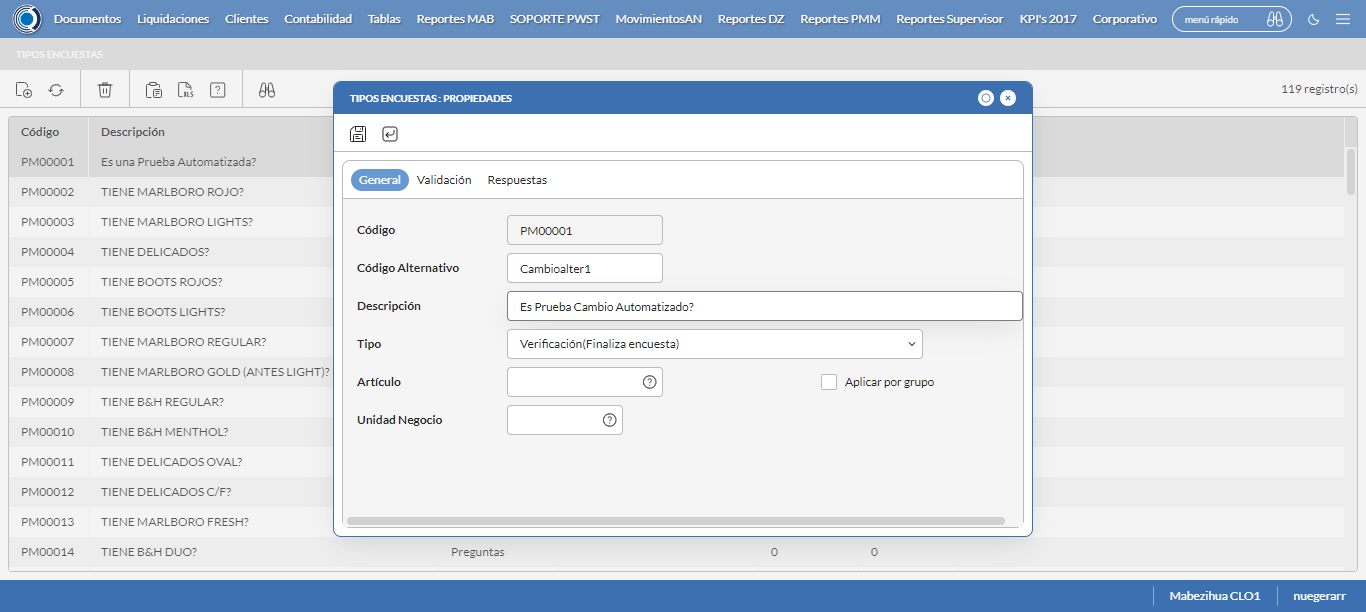 Documentos Liquidaciones Clientes Contabilidad Tablas Reportes MAB SOPORTE PWST MovimientosAN Reportes DZ Reportes PMM Reportes Supervisor KPI's 2017 Corporativo menú rápido
TIPOS ENCUESTAS
XLS ? 119 registro(s)
TIPOS ENCUESTAS : PROPIEDADES
General Validación Respuestas
Código PM00001
Código Alternativo Cambioalter1
Descripción Es Prueba Cambio Automatizado?
Tipo Verificación(Finaliza encuesta)
Artículo ? Aplicar por grupo
Unidad Negocio ?
Código Descripción
PM00001 Es una Prueba Automatizada?
PM00002 TIENE MARLBORO ROJO?
PM00003 TIENE MARLBORO LIGHTS?
PM00004 TIENE DELICADOS?
PM00005 TIENE BOOTS ROJOS?
PM00006 TIENE BOOTS LIGHTS?
PM00007 TIENE MARLBORO REGULAR?
PM00008 TIENE MARLBORO GOLD (ANTES LIGHT)?
PM00009 TIENE B&H REGULAR?
PM00010 TIENE B&H MENTHOL?
PM00011 TIENE DELICADOS OVAL?
PM00012 TIENE DELICADOS C/F?
PM00013 TIENE MARLBORO FRESH?
PM00014 TIENE B&H DUO? Preguntas 0 0
Mabezihua CLO1 nuegerarr